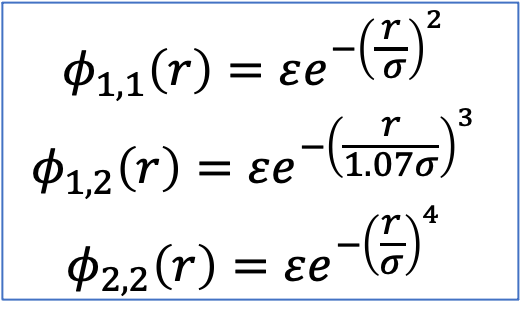 ϕ₁,₁(r) = εe^−(r/σ)^2
ϕ₁,₂(r) = εe^−(r/1.07σ)^3
ϕ₂,₂(r) = εe^−(r/σ)^4